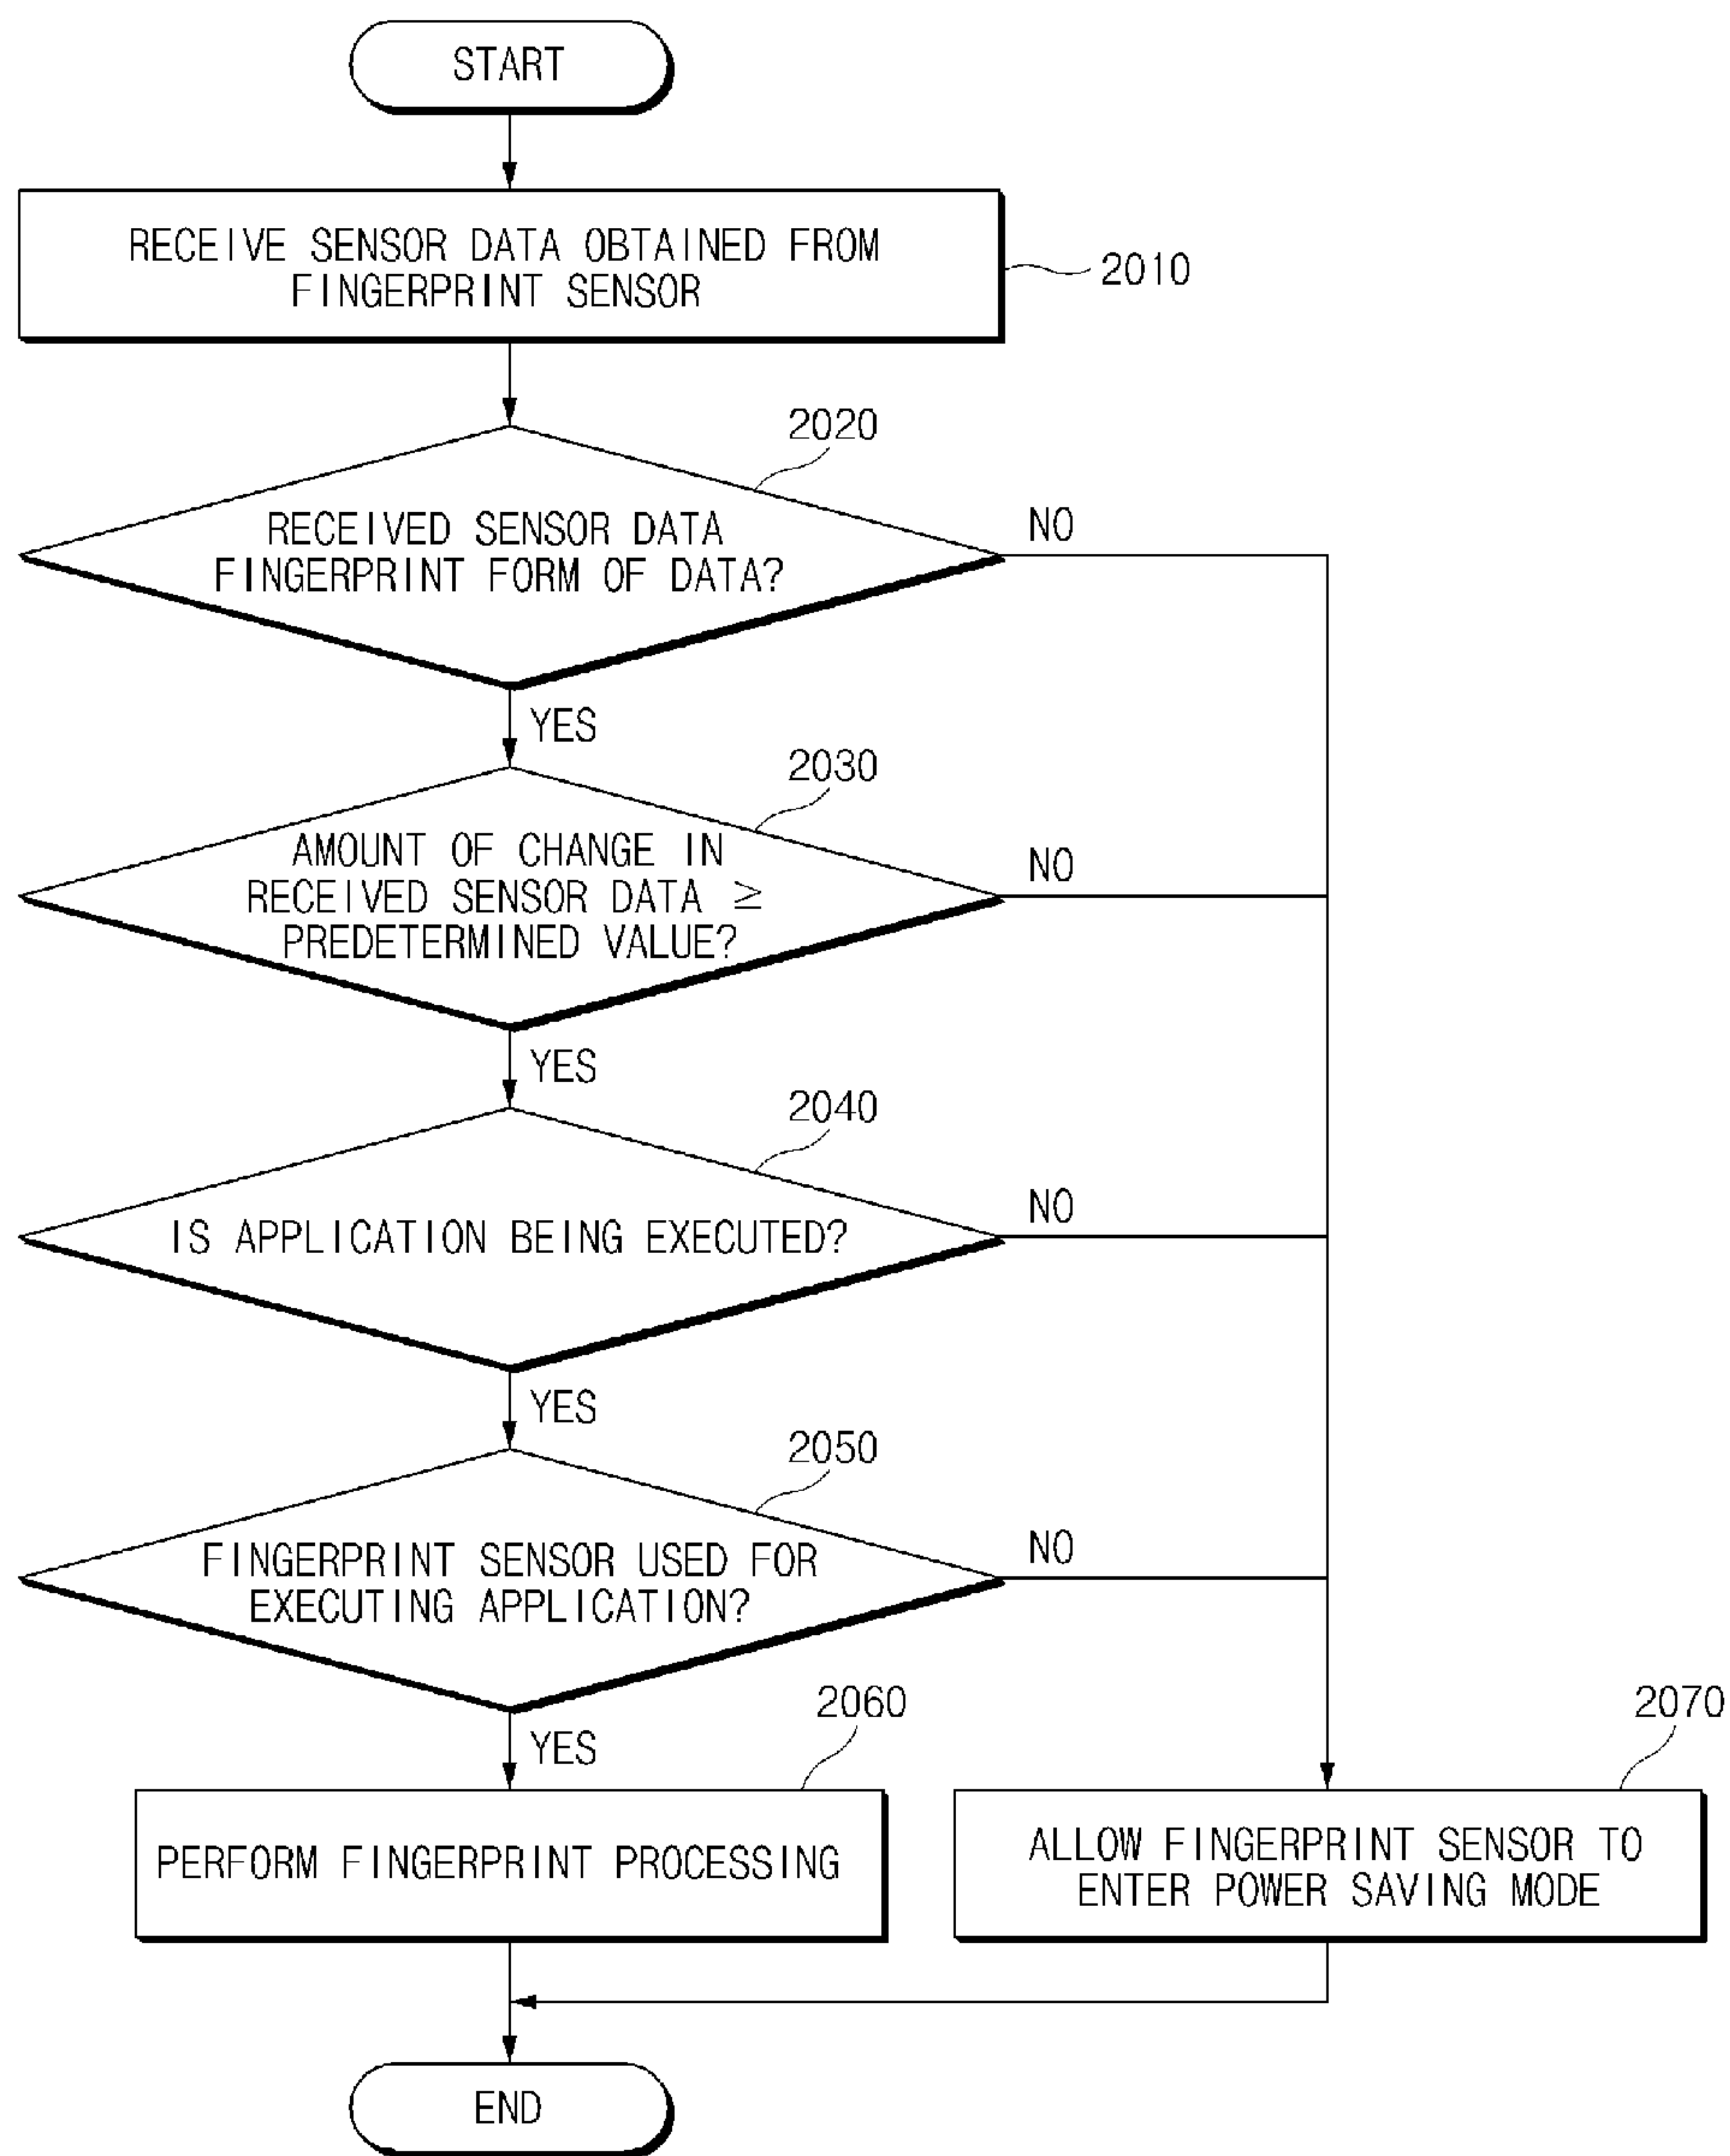 START
RECEIVE SENSOR DATA OBTAINED FROM
FINGERPRINT SENSOR
2010
2020
RECEIVED SENSOR DATA
FINGERPRINT FORM OF DATA?
NO
YES
2030
AMOUNT OF CHANGE IN
RECEIVED SENSOR DATA ≥
PREDETERMINED VALUE?
NO
YES
2040
IS APPLICATION BEING EXECUTED?
NO
YES
2050
FINGERPRINT SENSOR USED FOR
EXECUTING APPLICATION?
NO
YES
2060
PERFORM FINGERPRINT PROCESSING
2070
ALLOW FINGERPRINT SENSOR TO
ENTER POWER SAVING MODE
END